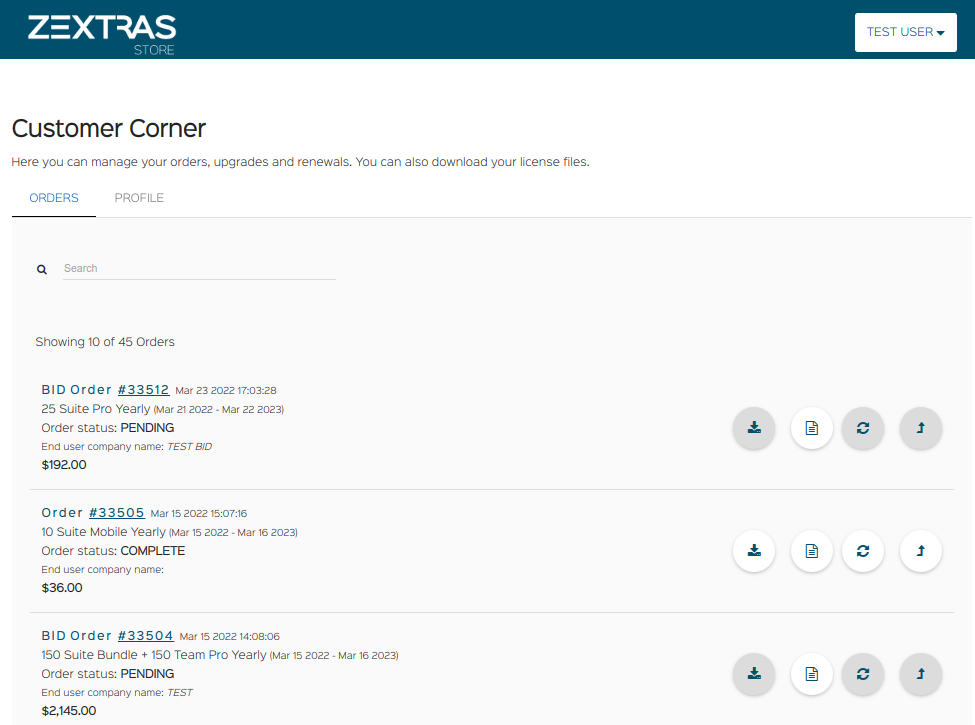 ZEXTRAS
STORE
TEST USER
Customer Corner
Here you can manage your orders, upgrades and renewals. You can also download your license files.
ORDERS PROFILE
Search
Showing 10 of 45 Orders
BID Order #33512 Mar 23 2022 17:03:28
25 Suite Pro Yearly (Mar 21 2022 - Mar 22 2023)
Order status: PENDING
End user company name: TEST BID
$192.00
Order #33505 Mar 15 2022 15:07:16
10 Suite Mobile Yearly (Mar 15 2022 - Mar 16 2023)
Order status: COMPLETE
End user company name:
$36.00
BID Order #33504 Mar 15 2022 14:08:06
150 Suite Bundle + 150 Team Pro Yearly (Mar 15 2022 - Mar 16 2023)
Order status: PENDING
End user company name: TEST
$2,145.00